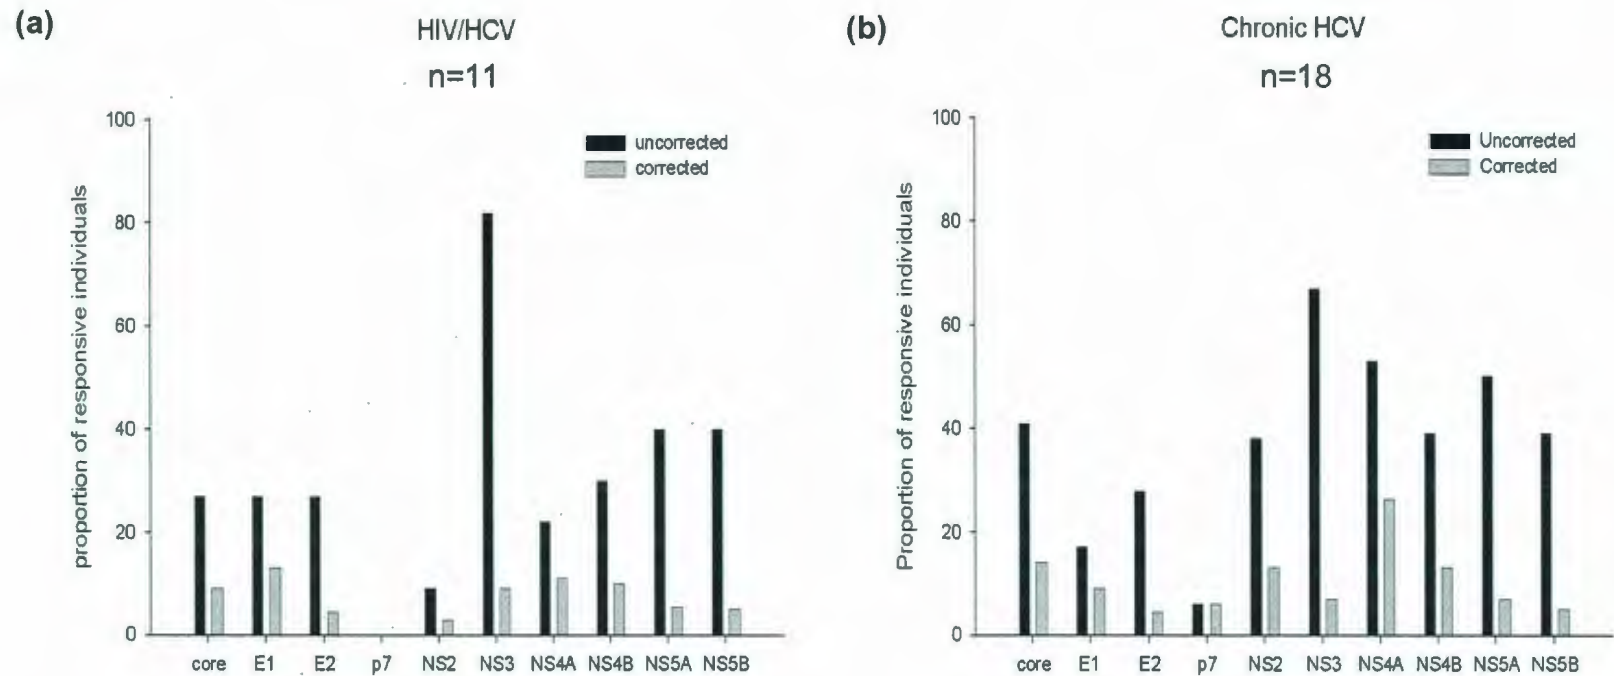 (a)
HIV/HCV
n=11
proportion of responsive individuals
100
80
60
40
20
0
uncorrected
corrected
core E1 E2 p7 NS2 NS3 NS4A NS4B NS5A NS5B
(b)
Chronic HCV
n=18
Proportion of responsive individuals
100
80
60
40
20
0
Uncorrected
Corrected
core E1 E2 p7 NS2 NS3 NS4A NS4B NS5A NS5B